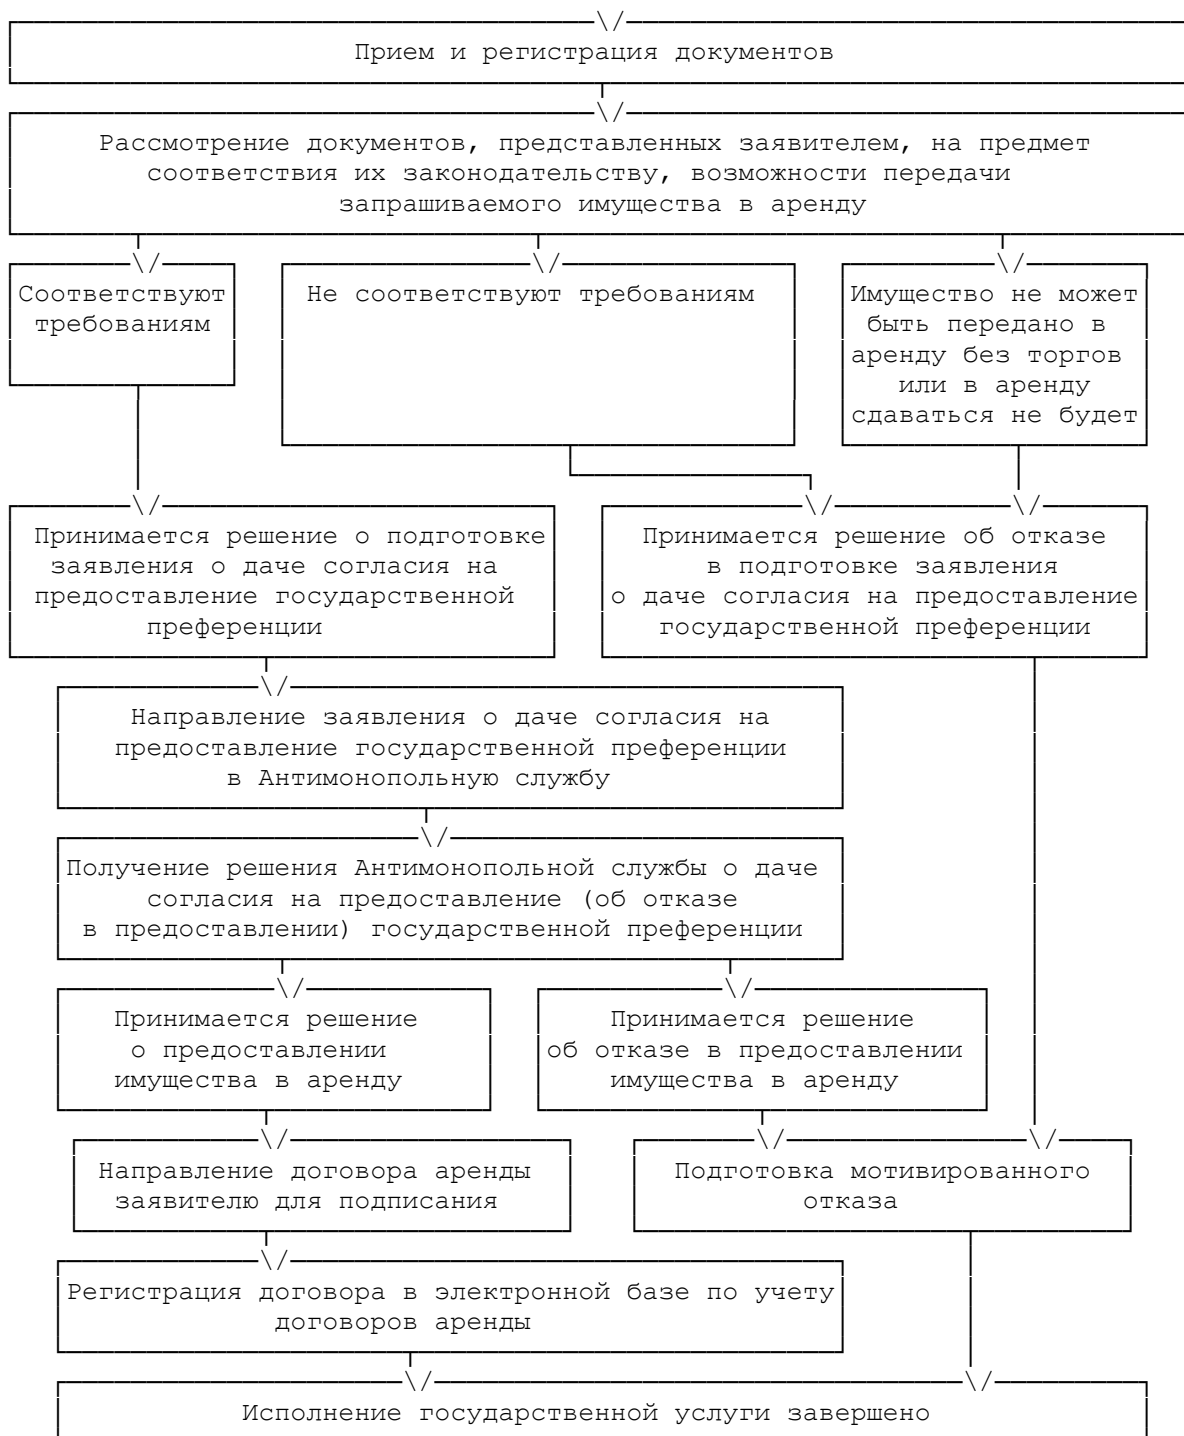 Прием и регистрация документов
Рассмотрение документов, представленных заявителем, на предмет
соответствия их законодательству, возможности передачи
запрашиваемого имущества в аренду
Соответствуют
требованиям
Не соответствуют требованиям
Имущество не может
быть передано в
аренду без торгов
или в аренду
сдаваться не будет
Принимается решение о подготовке
заявления о даче согласия на
предоставление государственной
преференции
Принимается решение об отказе
в подготовке заявления
о даче согласия на предоставление
государственной преференции
Направление заявления о даче согласия на
предоставление государственной преференции
в Антимонопольную службу
Получение решения Антимонопольной службы о даче
согласия на предоставление (об отказе
в предоставлении) государственной преференции
Принимается решение
о предоставлении
имущества в аренду
Принимается решение
об отказе в предоставлении
имущества в аренду
Направление договора аренды
заявителю для подписания
Подготовка мотивированного
отказа
Регистрация договора в электронной базе по учету
договоров аренды
Исполнение государственной услуги завершено